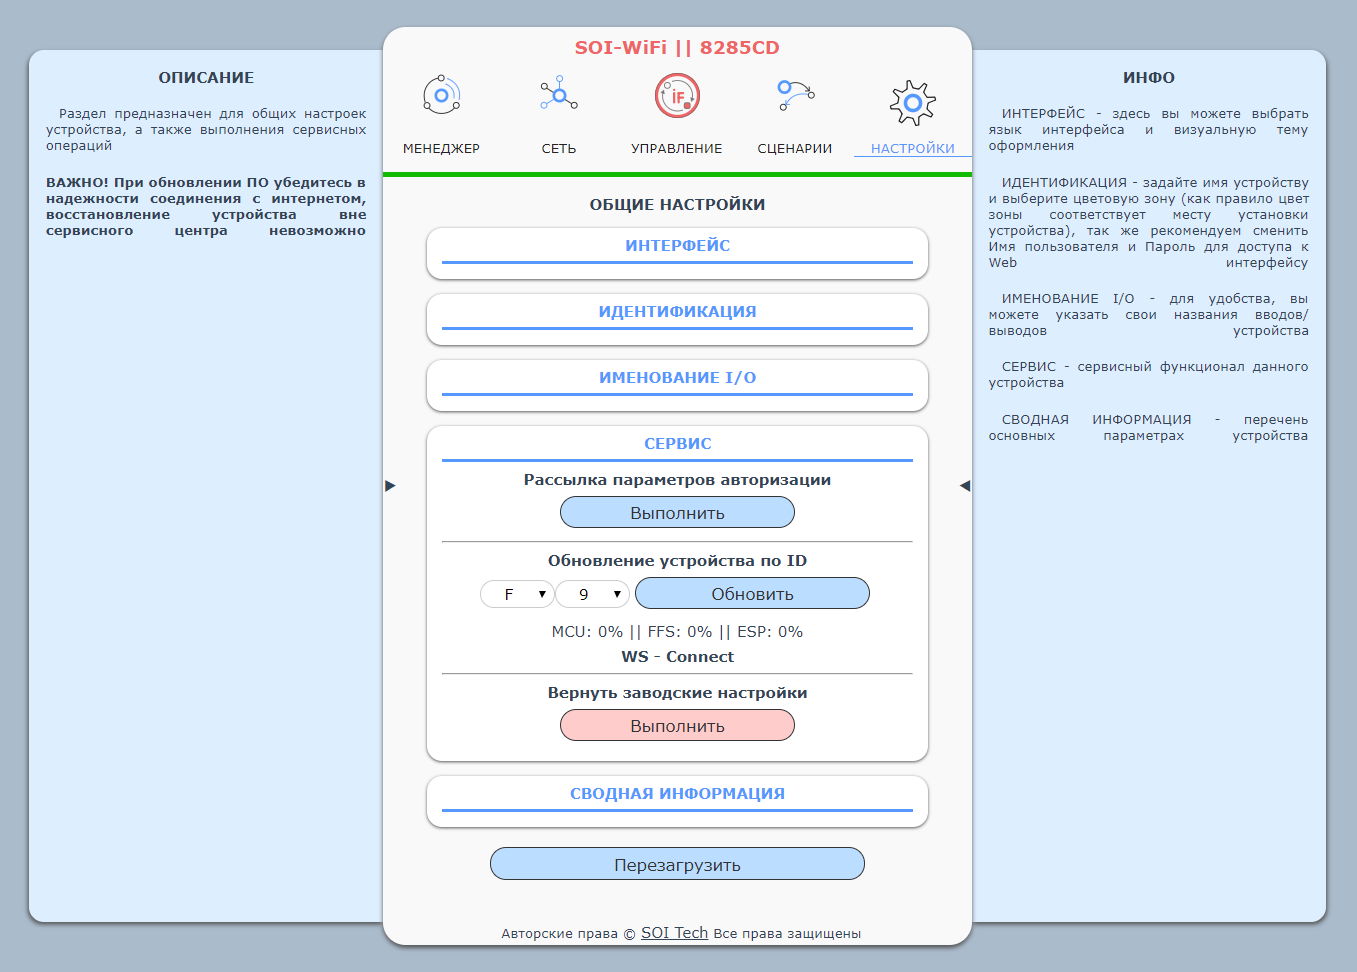 ОПИСАНИЕ
Раздел предназначен для общих настроек
устройства, а также выполнения сервисных
операций
ВАЖНО! При обновлении ПО убедитесь в
надежности соединения с интернетом,
восстановление устройства вне
сервисного центра невозможно
SOI-WiFi || 8285CD
iF
МЕНЕДЖЕР
СЕТЬ
УПРАВЛЕНИЕ
СЦЕНАРИИ
НАСТРОЙКИ
ОБЩИЕ НАСТРОЙКИ
ИНТЕРФЕЙС
ИДЕНТИФИКАЦИЯ
ИМЕНОВАНИЕ I/O
СЕРВИС
Рассылка параметров авторизации
Выполнить
Обновление устройства по ID
F 9 Обновить
MCU: 0% || FFS: 0% || ESP: 0%
WS - Connect
Вернуть заводские настройки
Выполнить
СВОДНАЯ ИНФОРМАЦИЯ
Перезагрузить
Авторские права © SOI Tech Все права защищены
ИНФО
ИНТЕРФЕЙС - здесь вы можете выбрать
язык интерфейса и визуальную тему
оформления
ИДЕНТИФИКАЦИЯ - задайте имя устройству
и выберите цветовую зону (как правило цвет
зоны соответствует месту установки
устройства), так же рекомендуем сменить
Имя пользователя и Пароль для доступа к
Web интерфейсу
ИМЕНОВАНИЕ I/O - для удобства, вы
можете указать свои названия вводов/
выводов устройства
СЕРВИС - сервисный функционал данного
устройства
СВОДНАЯ ИНФОРМАЦИЯ - перечень
основных параметрах устройства